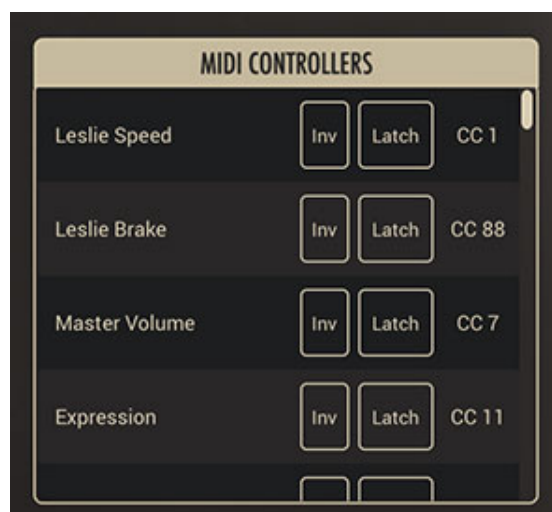 MIDI CONTROLLERS
Leslie Speed Inv Latch CC 1
Leslie Brake Inv Latch CC 88
Master Volume Inv Latch CC 7
Expression Inv Latch CC 11